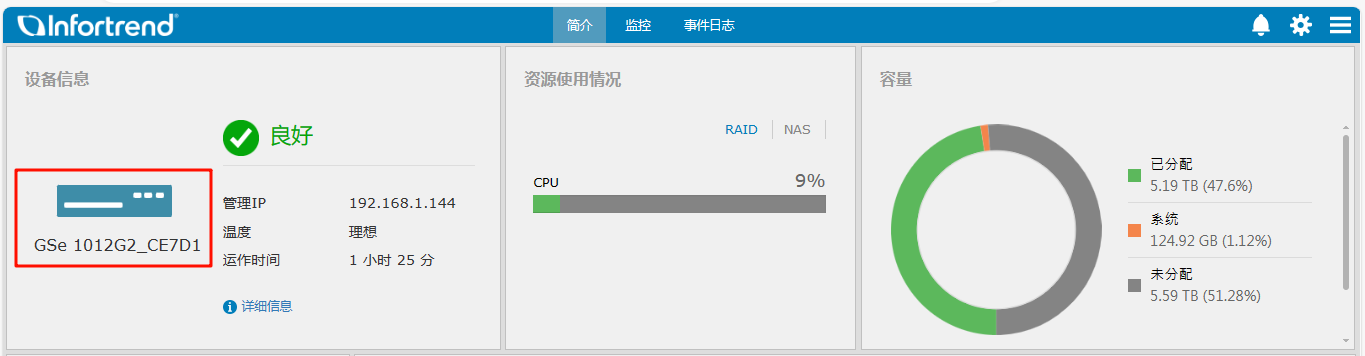 Infortrend
简介 监控 事件日志
设备信息
良好
GSe 1012G2_CE7D1
管理IP 192.168.1.144
温度 理想
运作时间 1 小时 25 分
详细信息
资源使用情况
RAID NAS
CPU 9%
容量
已分配
5.19 TB (47.6%)
系统
124.92 GB (1.12%)
未分配
5.59 TB (51.28%)